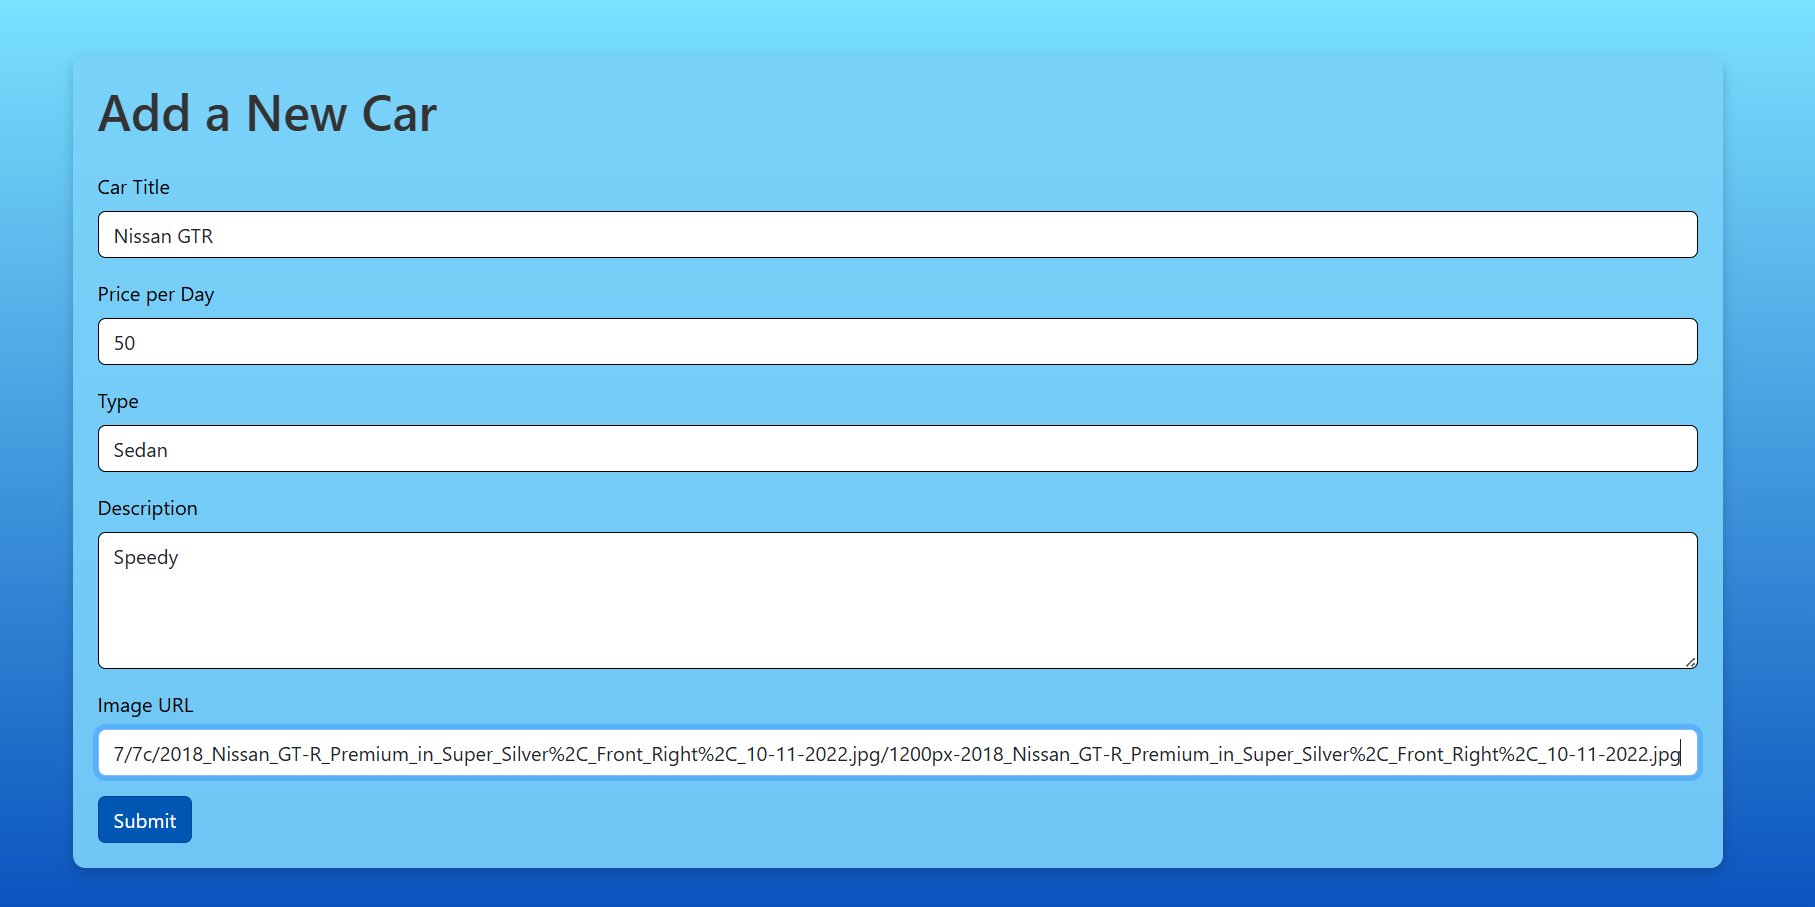 Add a New Car
Car Title
Nissan GTR
Price per Day
50
Type
Sedan
Description
Speedy
Image URL
7/7c/2018_Nissan_GT-R_Premium_in_Super_Silver%2C_Front_Right%2C_10-11-2022.jpg/1200px-2018_Nissan_GT-R_Premium_in_Super_Silver%2C_Front_Right%2C_10-11-2022.jpg
Submit